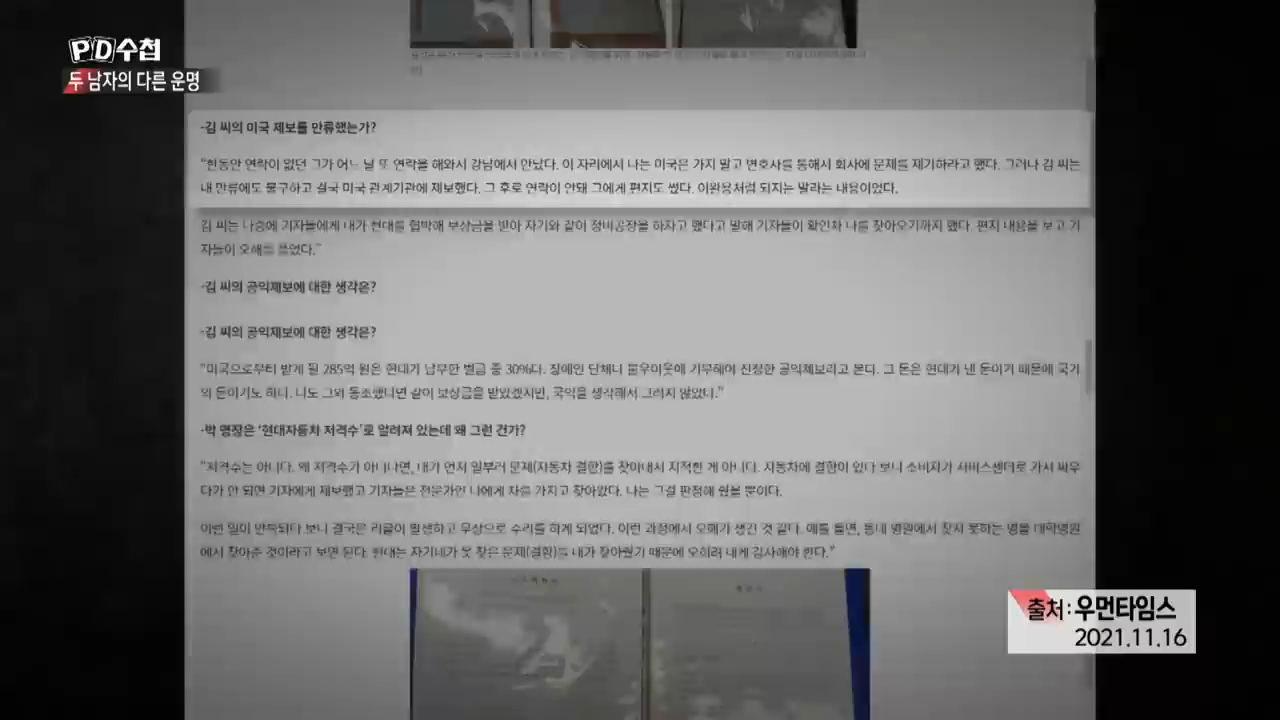 PD수첩
두 남자의 다른 운명
-김 씨의 미국 제보를 만류했는가?
“한동안 연락이 없던 그가 어느 날 또 연락을 해와서 강남에서 만났다. 이 자리에서 나는 미국은 가지 말고 변호사를 통해서 회사에 문제를 제기하라고 했다. 그러나 김 씨는
내 만류에도 불구하고 결국 미국 관계기관에 제보했다. 그 후로 연락이 안돼 그에게 편지도 썼다. 이완용처럼 되지는 말라는 내용이었다.
김 씨는 나중에 기자들에게 내가 현대를 협박해 보상금을 받아 자기와 같이 정비공장을 하자고 했다고 말해 기자들이 확인차 나를 찾아오기까지 했다. 편지 내용을 보고 기
자들이 오해를 풀었다.”
-김 씨의 공익제보에 대한 생각은?
-김 씨의 공익제보에 대한 생각은?
“미국으로부터 받게 될 285억 원은 현대가 납부한 벌금 중 30%다. 장애인 단체나 불우이웃에 기부해야 진정한 공익제보라고 본다. 그 돈은 현대가 낸 돈이기 때문에 국가
의 돈이기도 하다. 나도 그와 동조했다면 같이 보상금을 받았겠지만, 국익을 생각해서 그러지 않았다.”
-박 명장은 ‘현대자동차 저격수’로 알려져 있는데 왜 그런 건가?
“저격수는 아니다. 왜 저격수가 아니냐면, 내가 먼저 일부러 문제(자동차 결함)를 찾아내서 지적한 게 아니다. 자동차에 결함이 있다 보니 소비자가 서비스센터로 가서 싸우
다가 안 되면 기자에게 제보했고 기자들은 전문가인 나에게 차를 가지고 찾아왔다. 나는 그걸 판정해 줬을 뿐이다.
이런 일이 반복되다 보니 결국은 리콜이 발생하고 무상으로 수리를 하게 되었다. 이런 과정에서 오해가 생긴 것 같다. 예를 들면, 동네 병원에서 찾지 못하는 병을 대학병원
에서 찾아준 것이라고 보면 된다. 현대는 자기네가 못 찾은 문제(결함)를 내가 찾아줬기 때문에 오히려 내게 감사해야 한다.”
출처 : 우먼타임스
2021.11.16